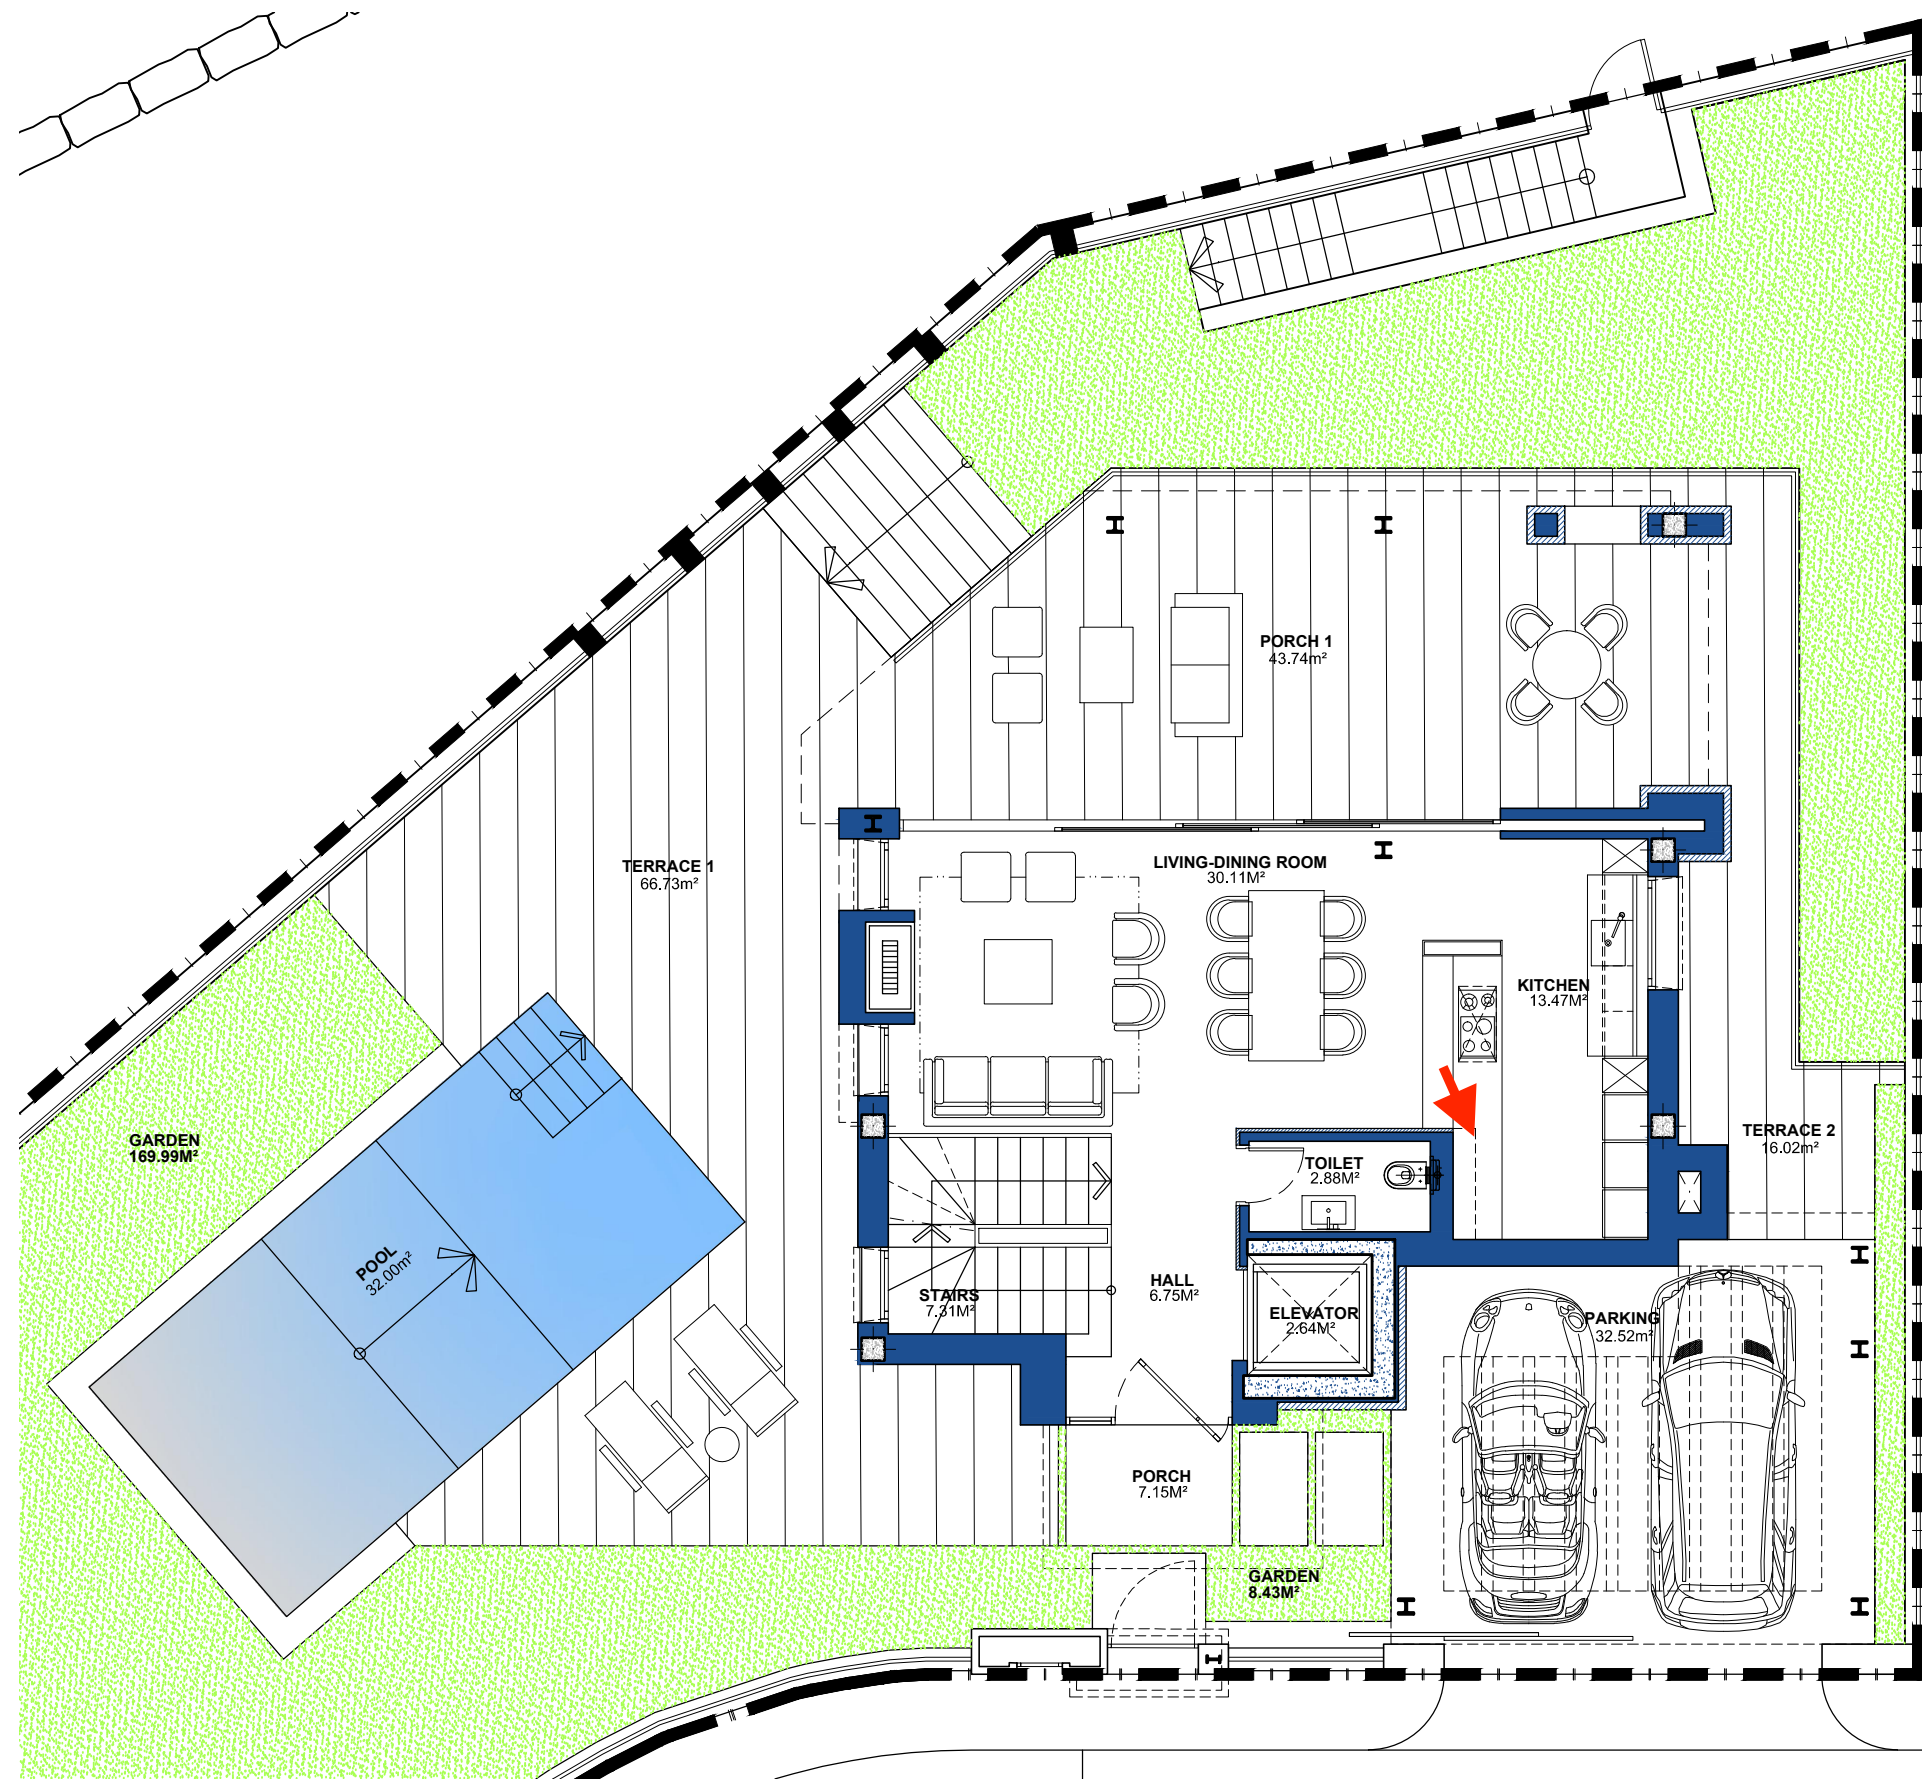 PORCH 1
43.74m²
LIVING-DINING ROOM
30.11M²
TERRACE 1
66.73m²
KITCHEN
13.47M²
GARDEN
169.99M²
TERRACE 2
16.02m²
TOILET
2.88M²
POOL
32.00m²
HALL
6.75M²
STAIRS
7.31M²
ELEVATOR
2.64M²
PARKING
32.52m²
PORCH
7.15M²
GARDEN
8.43M²